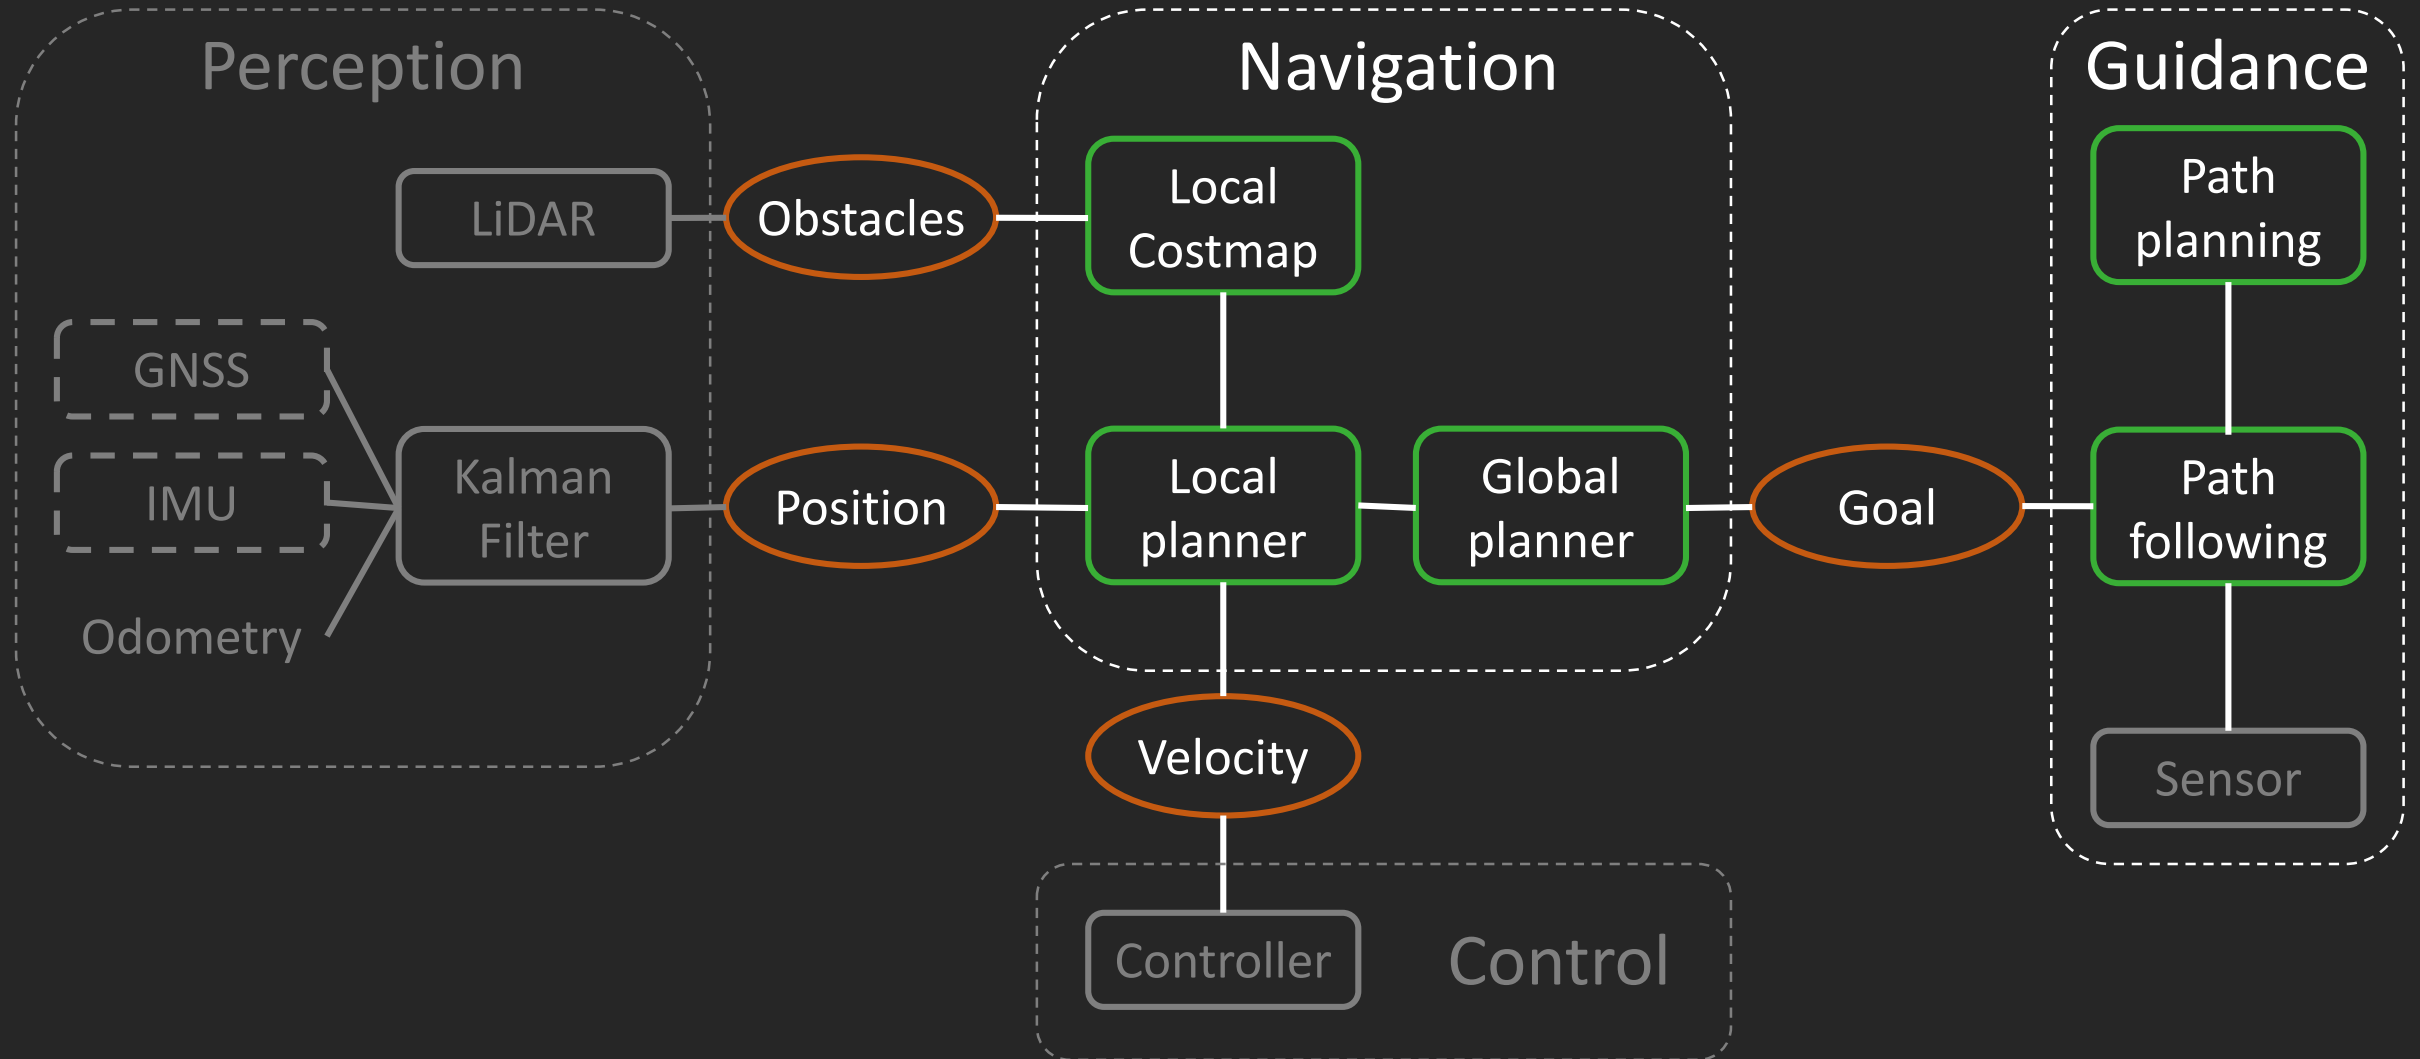 Perception
Navigation
Guidance
LiDAR
Obstacles
Local
Costmap
Path
planning
GNSS
IMU
Odometry
Kalman
Filter
Position
Local
planner
Global
planner
Goal
Path
following
Velocity
Sensor
Controller
Control